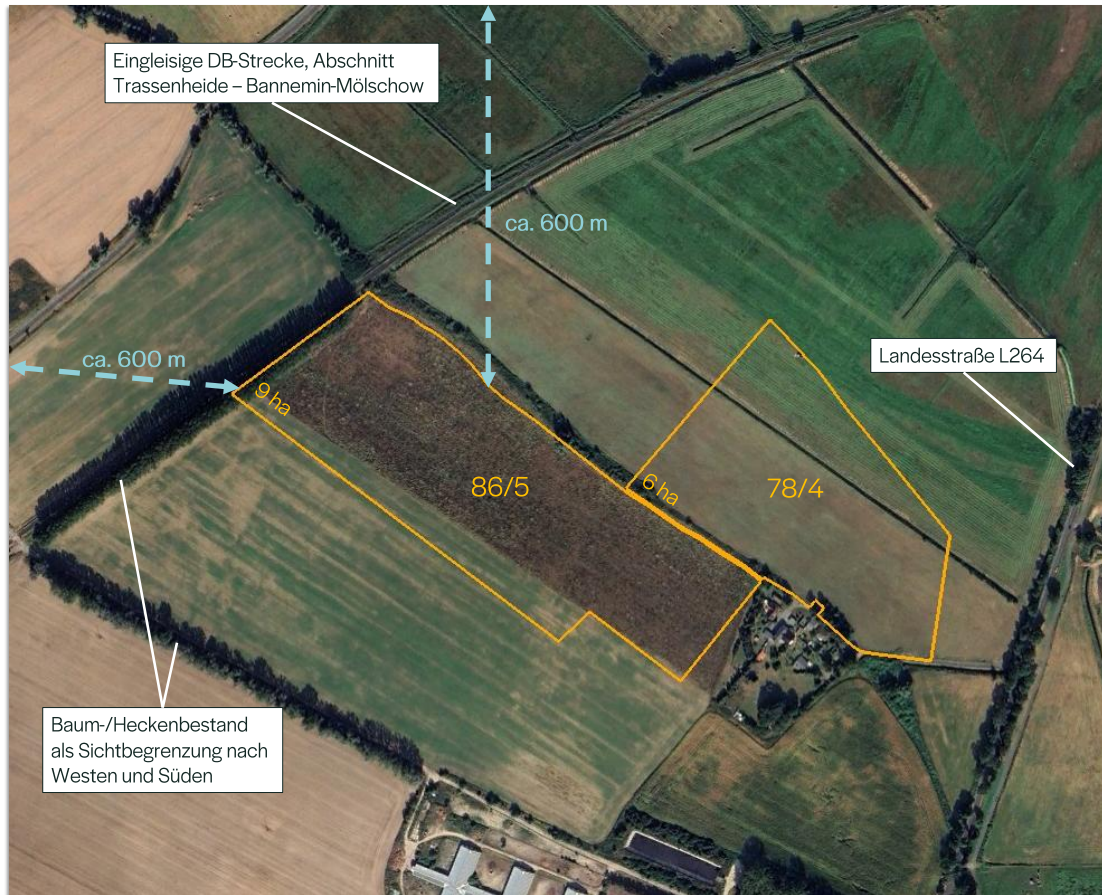 Eingleisige DB-Strecke, Abschnitt
Trassenheide – Bannemin-Mölschow
ca. 600 m
ca. 600 m
Landesstraße L264
9 ha
86/5
6 ha
78/4
Baum-/Heckenbestand
als Sichtbegrenzung nach
Westen und Süden